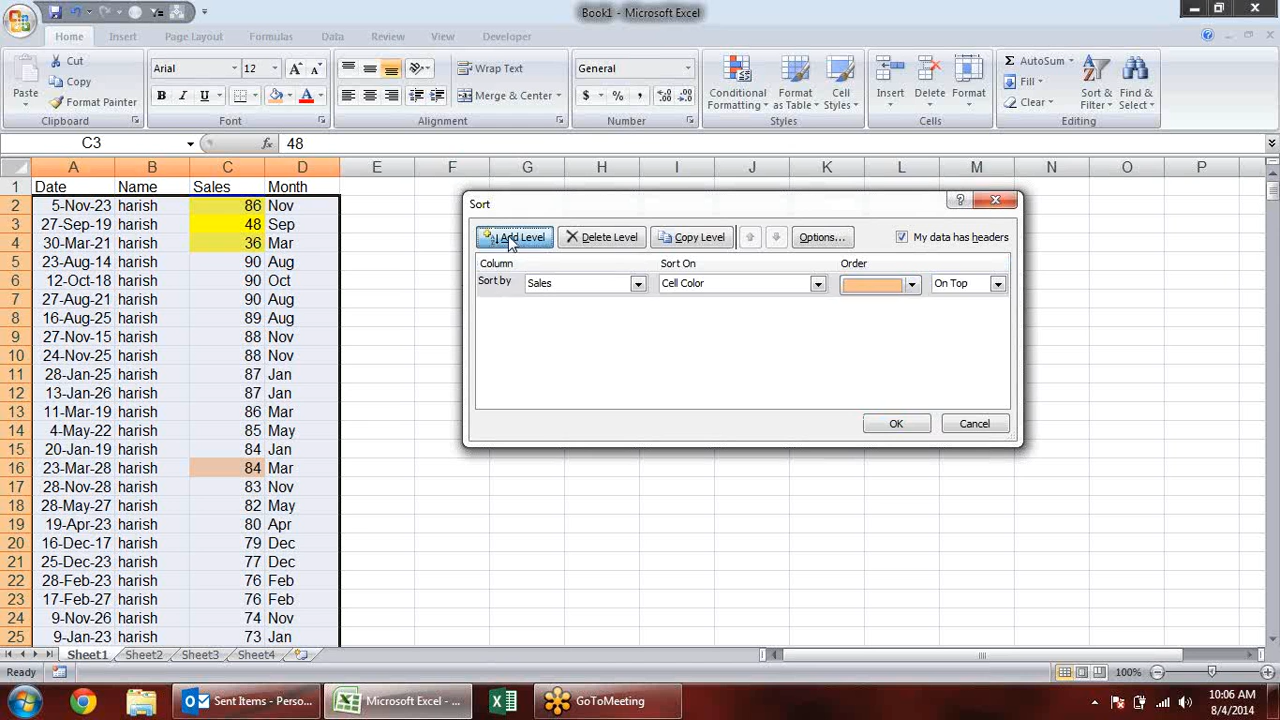 Book1 - Microsoft Excel
Home Insert Page Layout Formulas Data Review View Developer
Paste Cut Copy Format Painter Clipboard
Arial 12 B I U Font
Wrap Text Merge & Center Alignment
General $ % , Number
Conditional Formatting Format as Table Cell Styles Styles
Insert Delete Format Cells
Σ AutoSum Fill Clear Sort & Filter Find & Select Editing
C3 fx 48
A B C D E F G H I J K L M N O P
1 Date Name Sales Month
2 5-Nov-23 harish 86 Nov
3 27-Sep-19 harish 48 Sep
4 30-Mar-21 harish 36 Mar
5 23-Aug-14 harish 90 Aug
6 12-Oct-18 harish 90 Oct
7 27-Aug-21 harish 90 Aug
8 16-Aug-25 harish 89 Aug
9 27-Nov-15 harish 88 Nov
10 24-Nov-25 harish 88 Nov
11 28-Jan-25 harish 87 Jan
12 13-Jan-26 harish 87 Jan
13 11-Mar-19 harish 86 Mar
14 4-May-22 harish 85 May
15 20-Jan-19 harish 84 Jan
16 23-Mar-28 harish 84 Mar
17 28-Nov-28 harish 83 Nov
18 28-May-27 harish 82 May
19 19-Apr-23 harish 80 Apr
20 16-Dec-17 harish 79 Dec
21 25-Dec-23 harish 77 Dec
22 28-Feb-23 harish 76 Feb
23 17-Feb-27 harish 76 Feb
24 9-Nov-26 harish 74 Nov
25 9-Jan-23 harish 73 Jan
Sort
Add Level Delete Level Copy Level Options... My data has headers
Column Sort On Order
Sort by Sales Cell Color On Top
OK Cancel
Sheet1 Sheet2 Sheet3 Sheet4
Ready 100%
Sent Items - Perso... Microsoft Excel - ... GoToMeeting
10:06 AM
8/4/2014